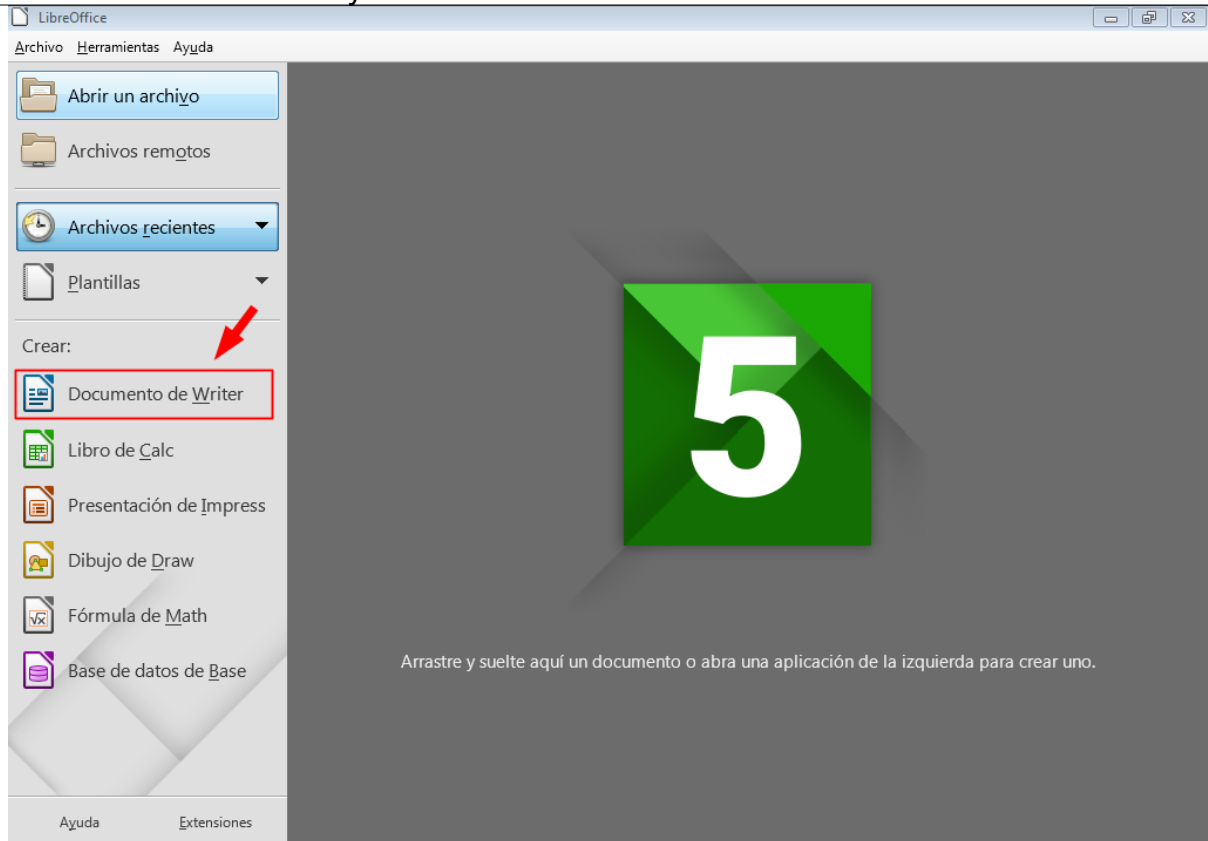 LibreOffice
Archivo Herramientas Ayuda
Abrir un archivo
Archivos remotos
Archivos recientes
Plantillas
Crear:
Documento de Writer
Libro de Calc
Presentación de Impress
Dibujo de Draw
Fórmula de Math
Base de datos de Base
Ayuda Extensiones
5
Arrastre y suelte aquí un documento o abra una aplicación de la izquierda para crear uno.